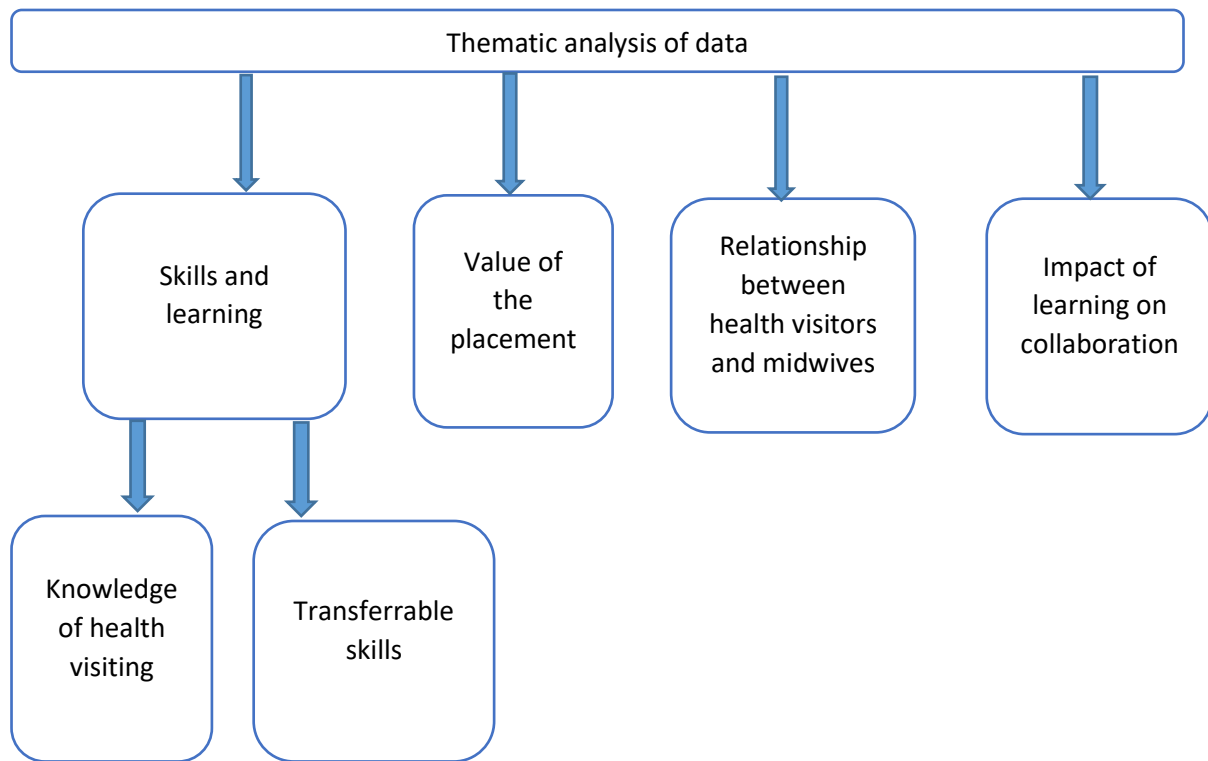 Thematic analysis of data
Skills and
learning
Value of
the
placement
Relationship
between
health visitors
and midwives
Impact of
learning on
collaboration
Knowledge
of health
visiting
Transferrable
skills